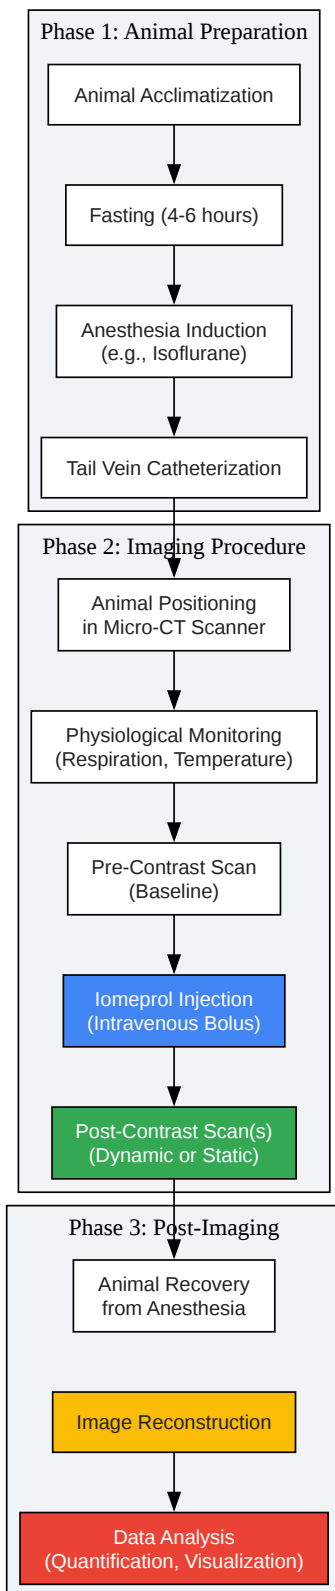 Phase 1: Animal Preparation
Animal Acclimatization
Fasting (4-6 hours)
Anesthesia Induction
(e.g., Isoflurane)
Tail Vein Catheterization
Phase 2: Imaging Procedure
Animal Positioning
in Micro-CT Scanner
Physiological Monitoring
(Respiration, Temperature)
Pre-Contrast Scan
(Baseline)
Iomeprol Injection
(Intravenous Bolus)
Post-Contrast Scan(s)
(Dynamic or Static)
Phase 3: Post-Imaging
Animal Recovery
from Anesthesia
Image Reconstruction
Data Analysis
(Quantification, Visualization)